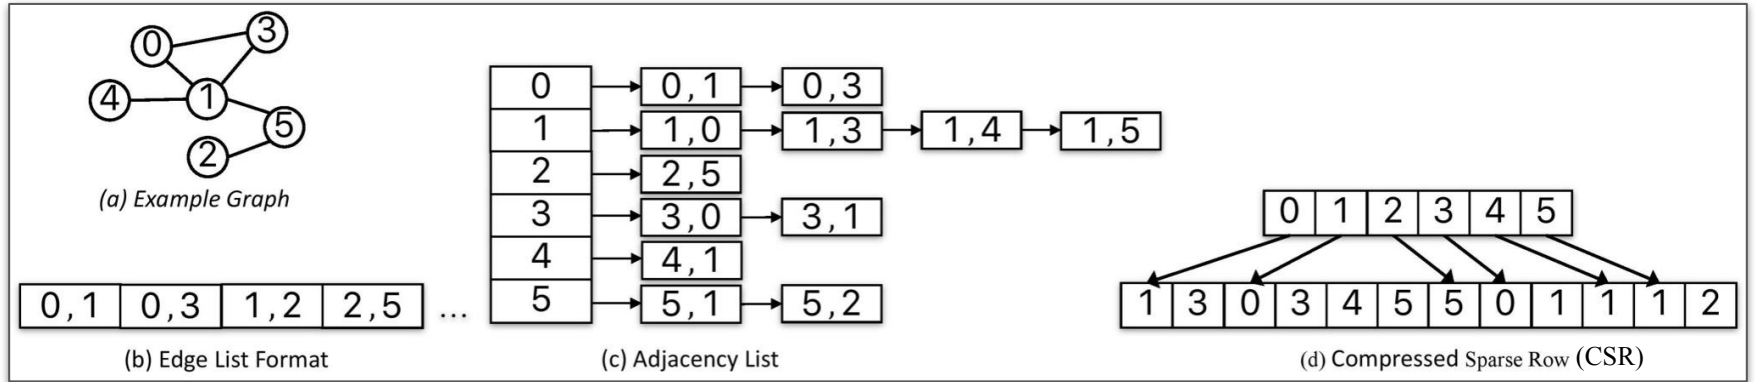 0 3
4 1
5
2
(a) Example Graph
0,1 0,3 1,2 2,5 ...
(b) Edge List Format
0 0,1 0,3
1 1,0 1,3 1,4 1,5
2 2,5
3 3,0 3,1
4 4,1
5 5,1 5,2
(c) Adjacency List
0 1 2 3 4 5
1 3 0 3 4 5 5 0 1 1 1 2
(d) Compressed Sparse Row (CSR)